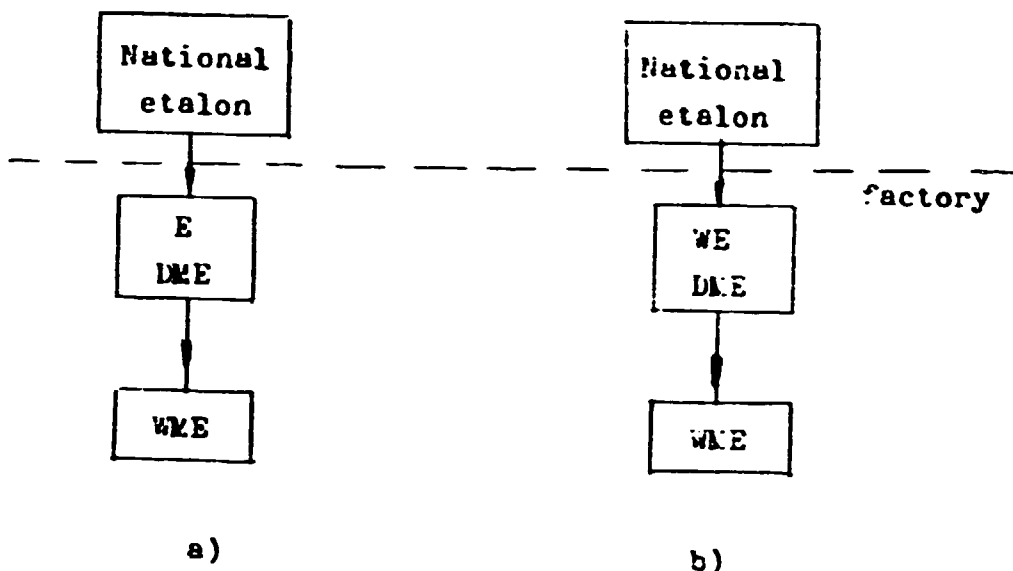 National
etalon
National
etalon
factory
E
DME
WE
DME
WME
WME
a)
b)